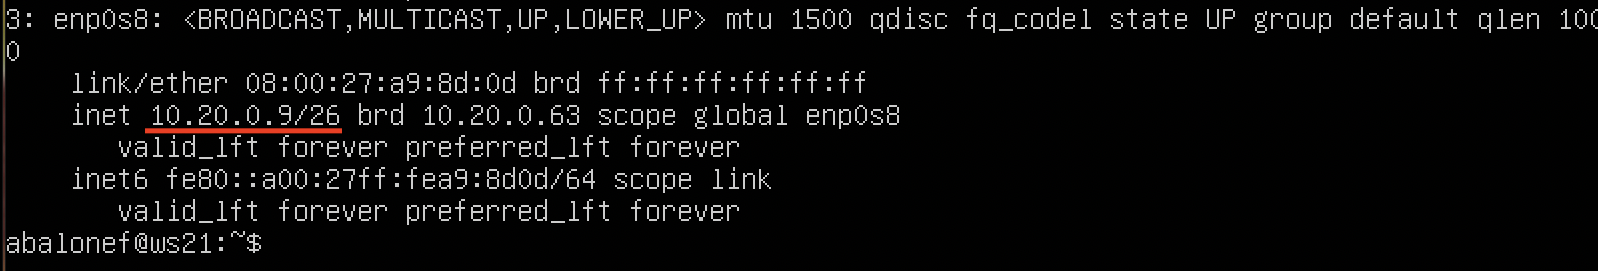 3: enp0s8: <BROADCAST,MULTICAST,UP,LOWER_UP> mtu 1500 qdisc fq_codel state UP group default qlen 100
0
link/ether 08:00:27:a9:8d:0d brd ff:ff:ff:ff:ff:ff
inet 10.20.0.9/26 brd 10.20.0.63 scope global enp0s8
valid_lft forever preferred_lft forever
inet6 fe80::a00:27ff:fea9:8d0d/64 scope link
valid_lft forever preferred_lft forever
abalonef@ws21:~$